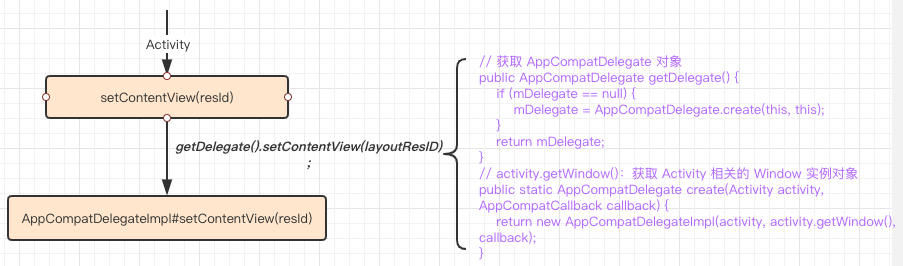 Activity
setContentView(resId)
getDelegate().setContentView(layoutResID)
;
AppCompatDelegateImpl#setContentView(resId)
// 获取 AppCompatDelegate 对象
public AppCompatDelegate getDelegate() {
if (mDelegate == null) {
mDelegate = AppCompatDelegate.create(this, this);
}
return mDelegate;
}
// activity.getWindow()：获取 Activity 相关的 Window 实例对象
public static AppCompatDelegate create(Activity activity,
AppCompatCallback callback) {
return new AppCompatDelegateImpl(activity, activity.getWindow(),
callback);
}